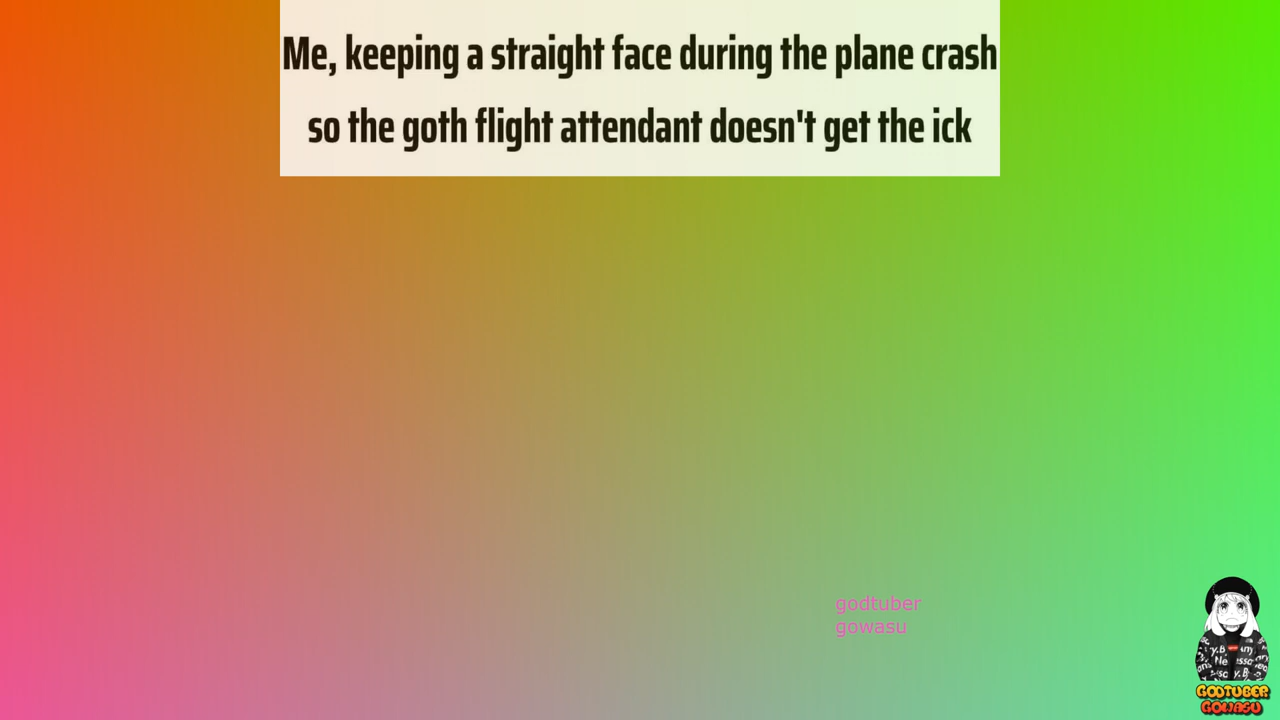 Me, keeping a straight face during the plane crash
so the goth flight attendant doesn't get the ick
godtuber
gowasu
GODTUBER
GOWASU